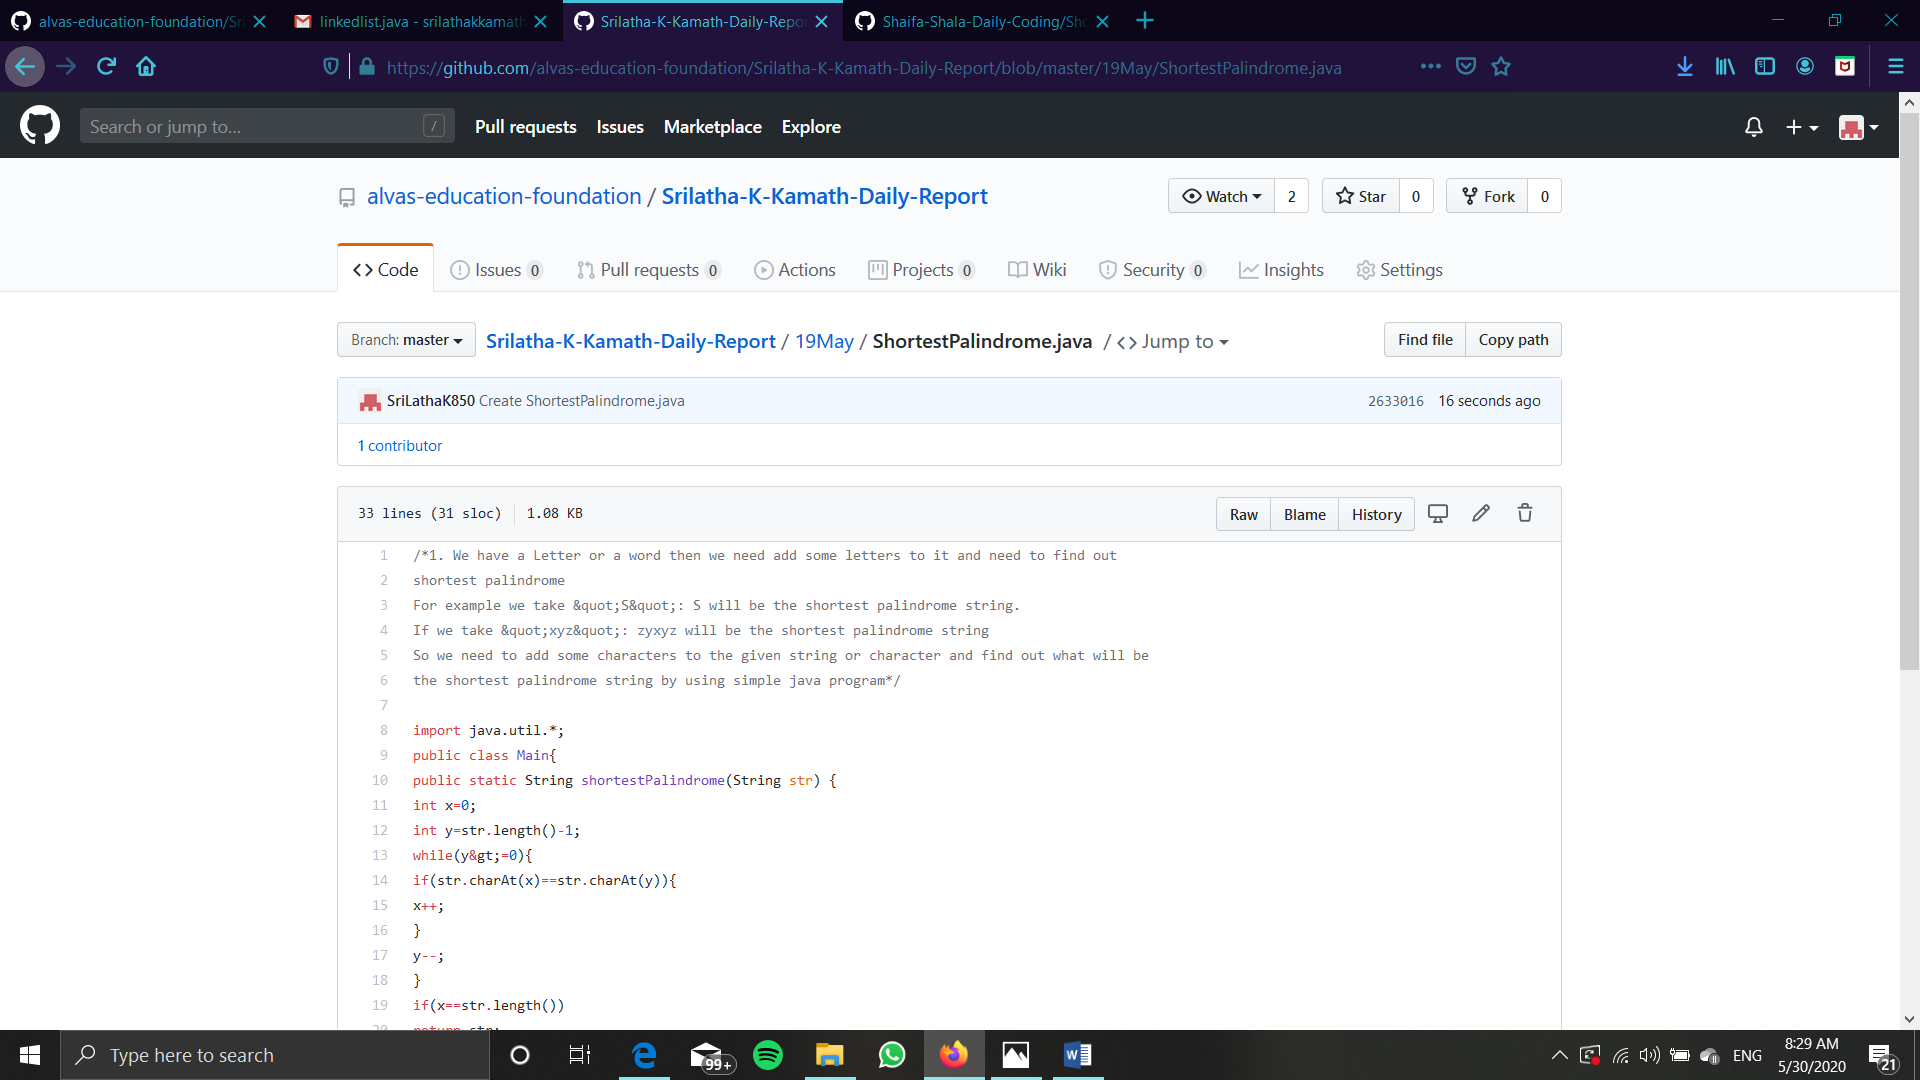 alvas-education-foundation/Sri
linkedlist.java - srilathakkamath
Srilatha-K-Kamath-Daily-Repor
Shaifa-Shala-Daily-Coding/Sho
https://github.com/alvas-education-foundation/Srilatha-K-Kamath-Daily-Report/blob/master/19May/ShortestPalindrome.java
Search or jump to... /
Pull requests Issues Marketplace Explore
alvas-education-foundation / Srilatha-K-Kamath-Daily-Report
Watch 2 Star 0 Fork 0
Code Issues 0 Pull requests 0 Actions Projects 0 Wiki Security 0 Insights Settings
Branch: master Srilatha-K-Kamath-Daily-Report / 19May / ShortestPalindrome.java / <> Jump to Find file Copy path
SriLathaK850 Create ShortestPalindrome.java 2633016 16 seconds ago
1 contributor
33 lines (31 sloc) 1.08 KB Raw Blame History
1 /*1. We have a Letter or a word then we need add some letters to it and need to find out
2 shortest palindrome
3 For example we take &quot;S&quot;: S will be the shortest palindrome string.
4 If we take &quot;xyz&quot;: zyxyz will be the shortest palindrome string
5 So we need to add some characters to the given string or character and find out what will be
6 the shortest palindrome string by using simple java program*/
7
8 import java.util.*;
9 public class Main{
10 public static String shortestPalindrome(String str) {
11 int x=0;
12 int y=str.length()-1;
13 while(y&gt;=0){
14 if(str.charAt(x)==str.charAt(y)){
15 x++;
16 }
17 y--;
18 }
19 if(x==str.length())
20 return str;
Type here to search
99+
ENG
8:29 AM
5/30/2020
21